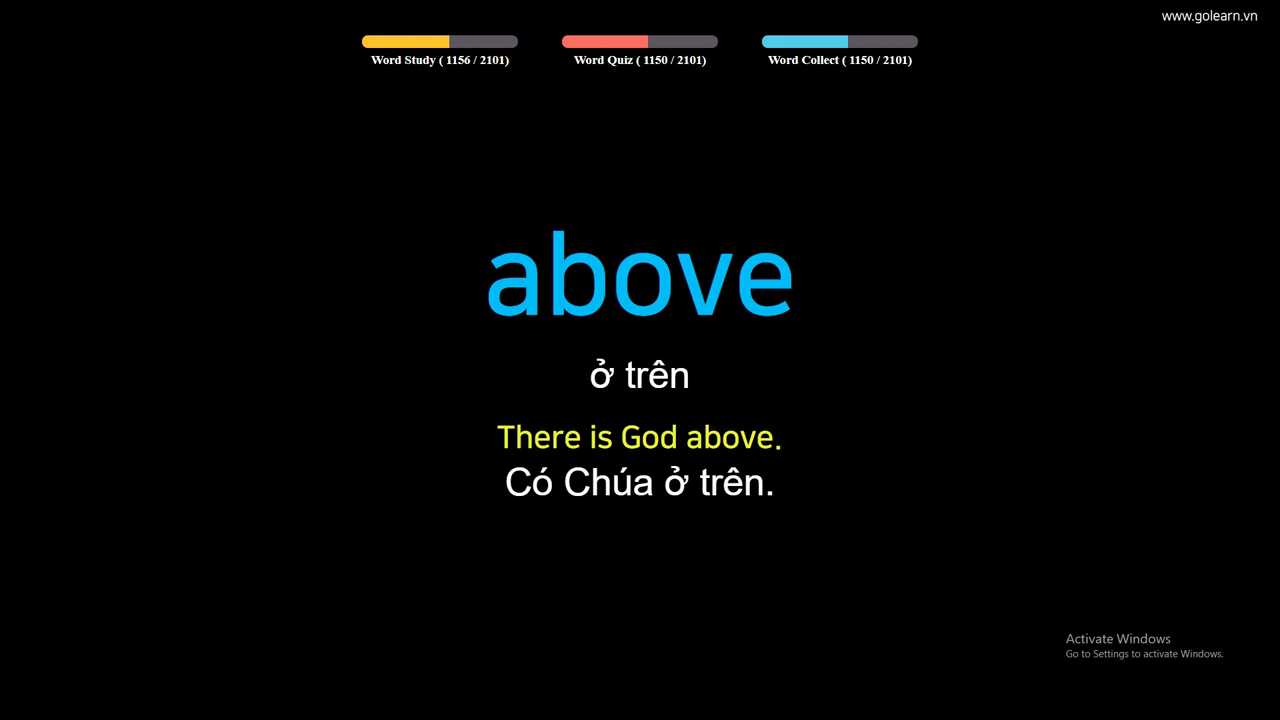 www.golearn.vn
Word Study ( 1156 / 2101)
Word Quiz ( 1150 / 2101)
Word Collect ( 1150 / 2101)
above
ở trên
There is God above.
Có Chúa ở trên.
Activate Windows
Go to Settings to activate Windows.